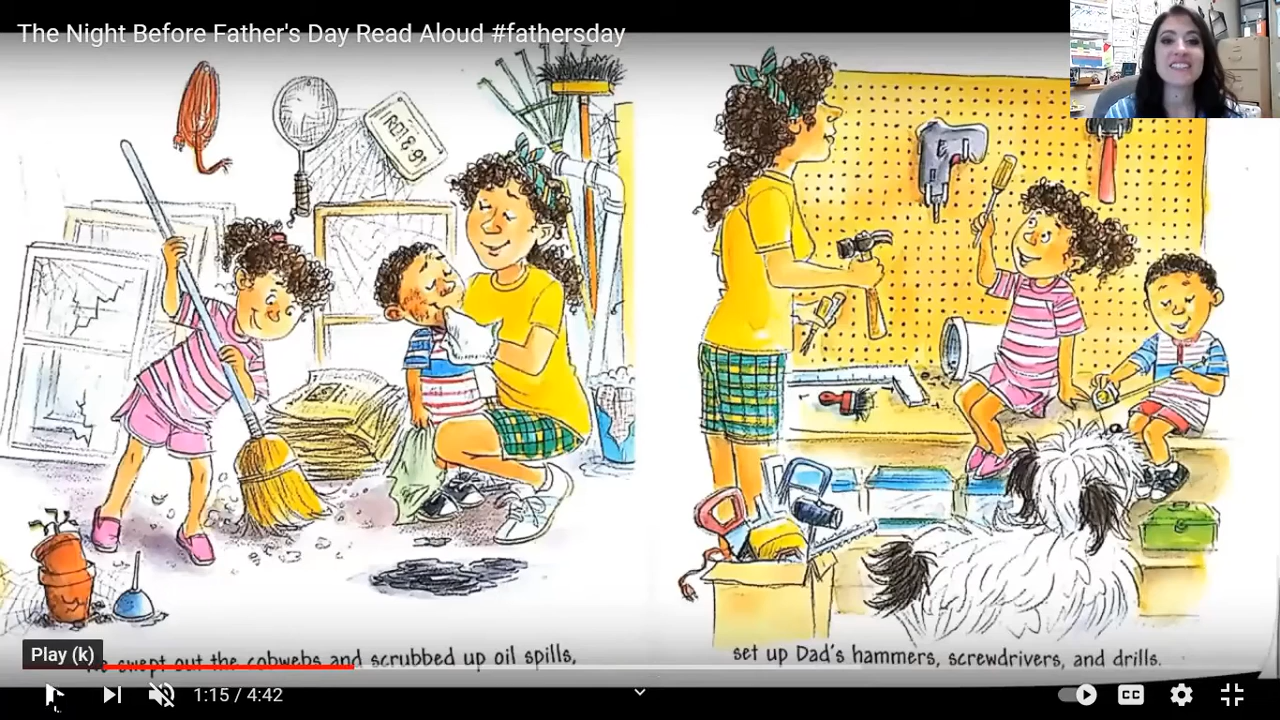 The Night Before Father's Day Read Aloud #fathersday
Play (k)
swept out the cobwebs and scrubbed up oil spills,
set up Dad's hammers, screwdrivers, and drills.
1:15 / 4:42
CC